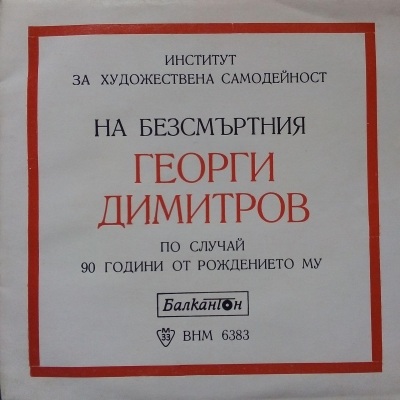 ИНСТИТУТ
ЗА ХУДОЖЕСТВЕНА САМОДЕЙНОСТ
НА БЕЗСМЪРТНИЯ
ГЕОРГИ
ДИМИТРОВ
ПО СЛУЧАЙ
90 ГОДИНИ ОТ РОЖДЕНИЕТО МУ
Балкантон
М 33 ВНМ 6383